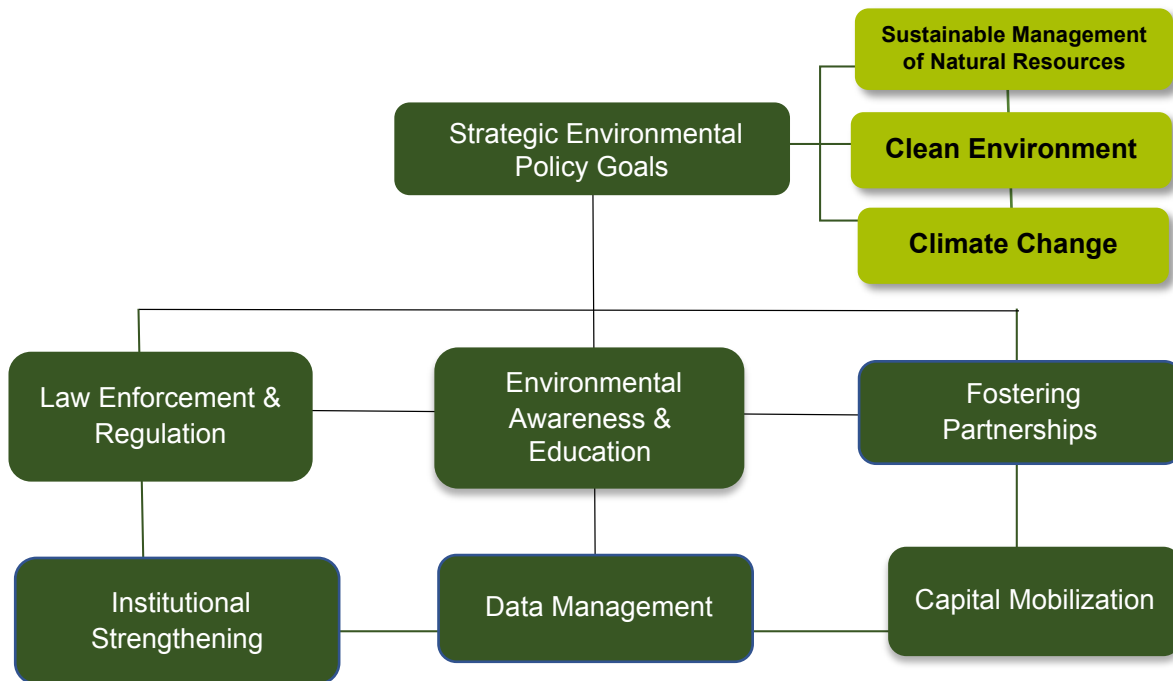 Sustainable Management
of Natural Resources
Strategic Environmental
Policy Goals
Clean Environment
Climate Change
Law Enforcement &
Regulation
Environmental
Awareness &
Education
Fostering
Partnerships
Institutional
Strengthening
Data Management
Capital Mobilization